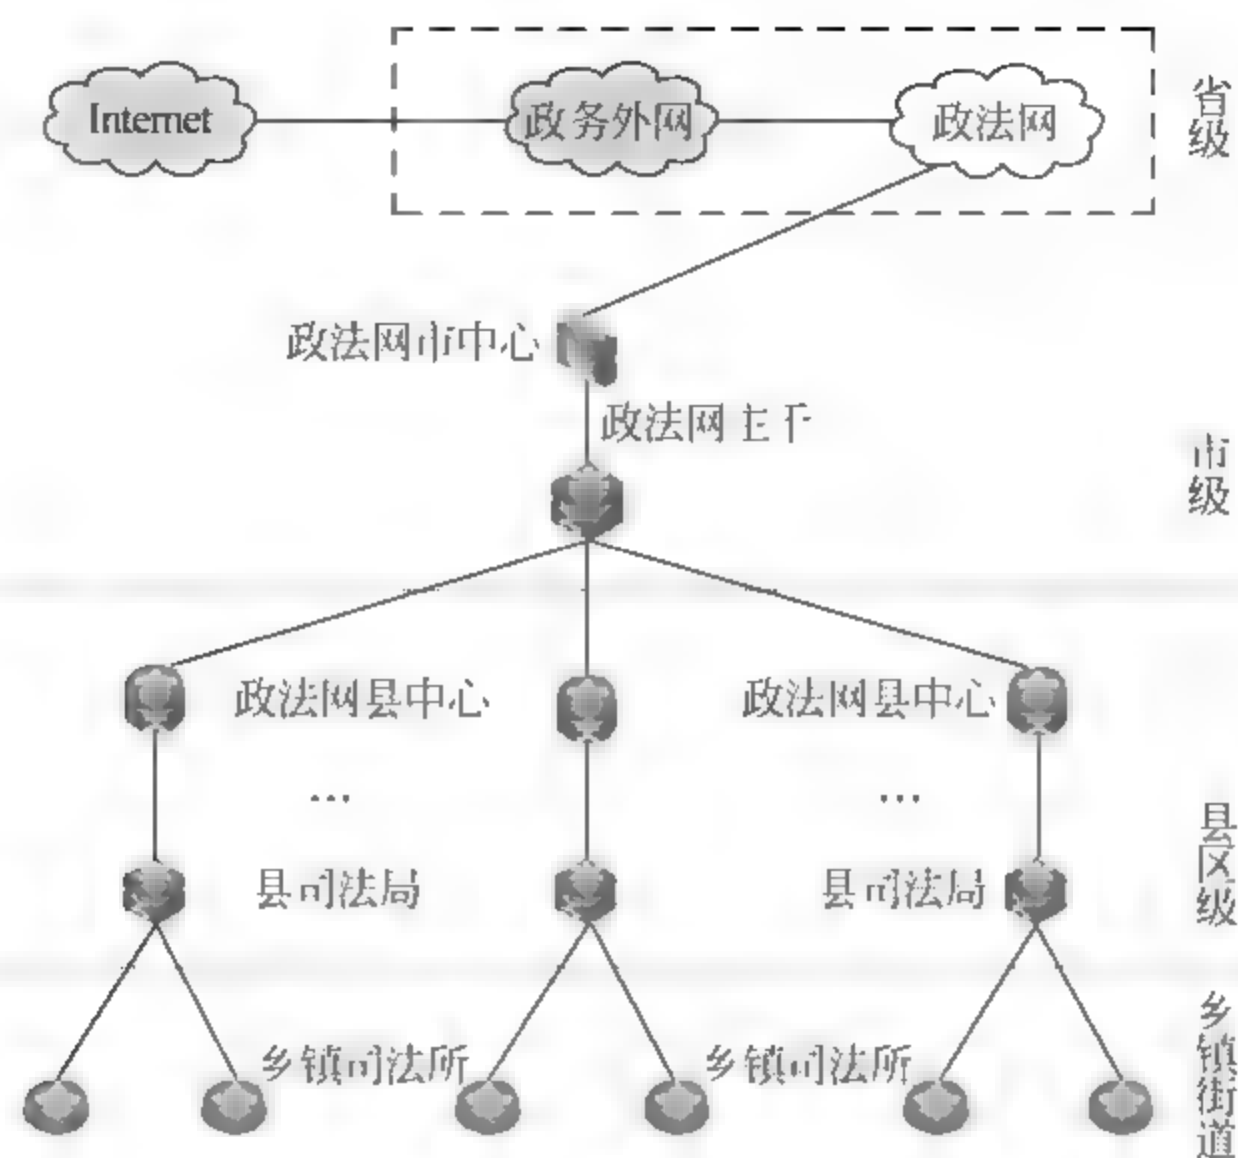 Internet
政务外网
政法网
省级
政法网市中心
政法网主干
市级
政法网县中心
政法网县中心
…
…
县区级
县司法局
县司法局
乡镇司法所
乡镇司法所
乡镇街道